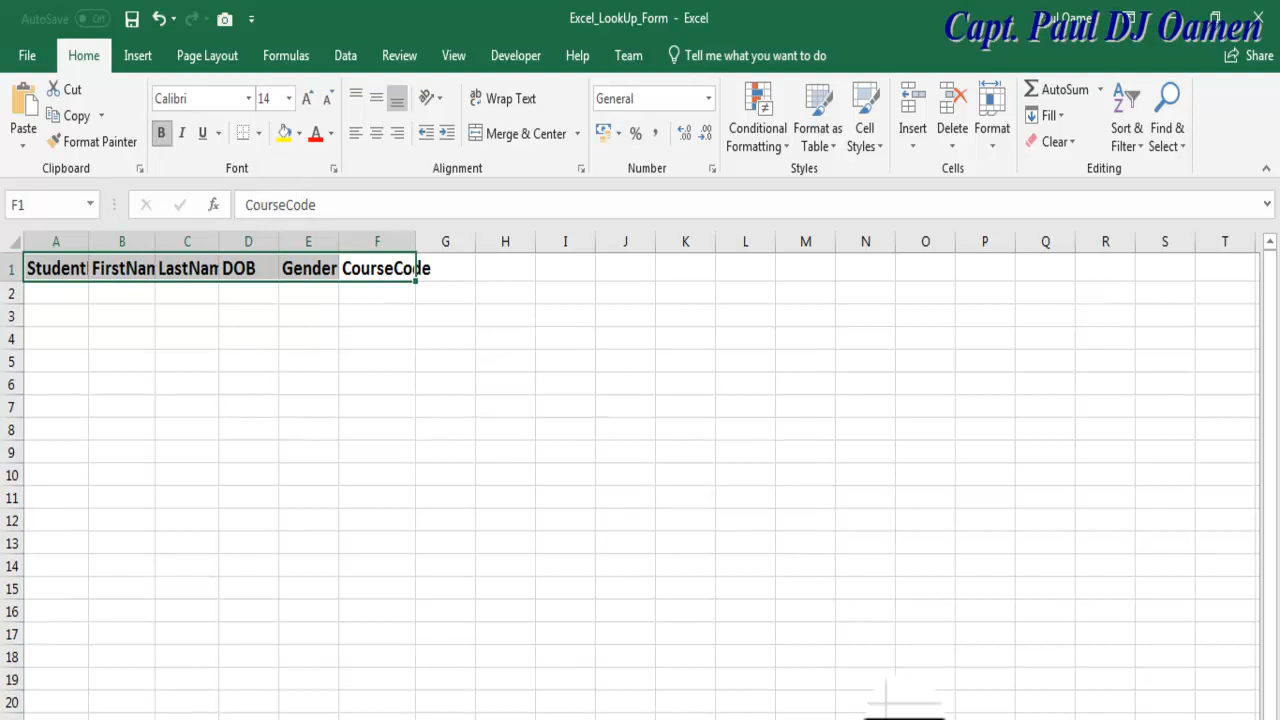 AutoSave Off Excel_LookUp_Form - Excel
Capt. Paul DJ Oamen
File Home Insert Page Layout Formulas Data Review View Developer Help Team Tell me what you want to do Share
Cut
Copy
Format Painter
Paste
Clipboard
Calibri 14
B I U A
Font
Wrap Text
Merge & Center
Alignment
General
%
Number
Conditional Formatting
Format as Table
Cell Styles
Styles
Insert Delete Format
Cells
AutoSum
Fill
Clear
Sort & Filter
Find & Select
Editing
F1 fx CourseCode
A B C D E F G H I J K L M N O P Q R S T
1 Student FirstNan LastNam DOB Gender CourseCode
2
3
4
5
6
7
8
9
10
11
12
13
14
15
16
17
18
19
20